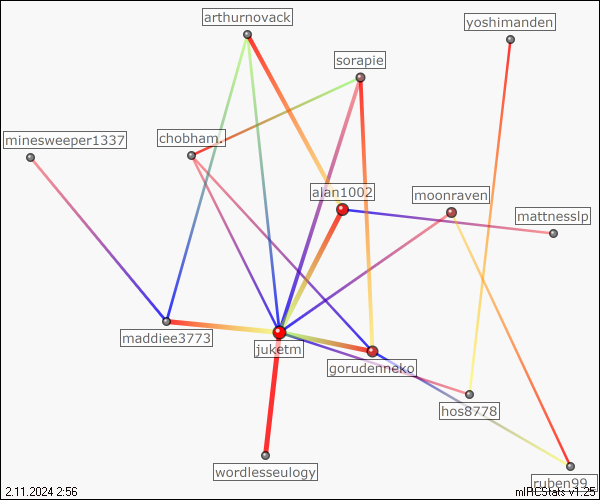 arthurnovack
yoshimanden
sorapie
minesweeper1337
chobham.
alan1002
moonraven
mattnesslp
maddiee3773
juketm
gorudenneko
hos8778
wordlesseulogy
ruben99
2.11.2024 2:56
mIRCStats v1.25